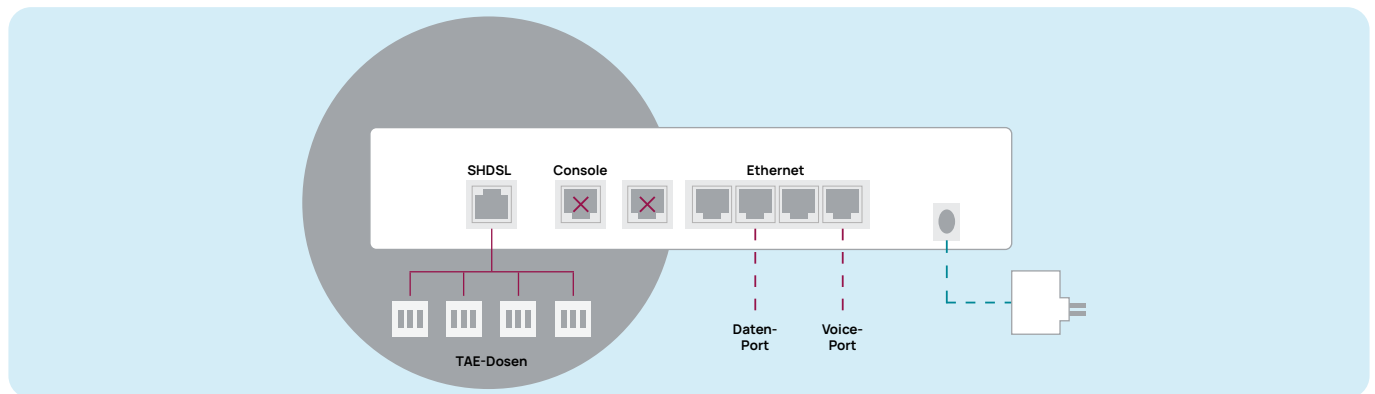 SHDSL
Console
Ethernet
Daten-
Port
Voice-
Port
TAE-Dosen